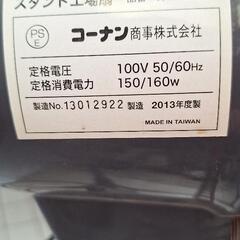 スタンド工場扇
PS
E
コーナン商事株式会社
定格電圧 100V 50/60Hz
定格消費電力 150/160w
製造No.13012922 製造 2013年度製
MADE IN TAIWAN